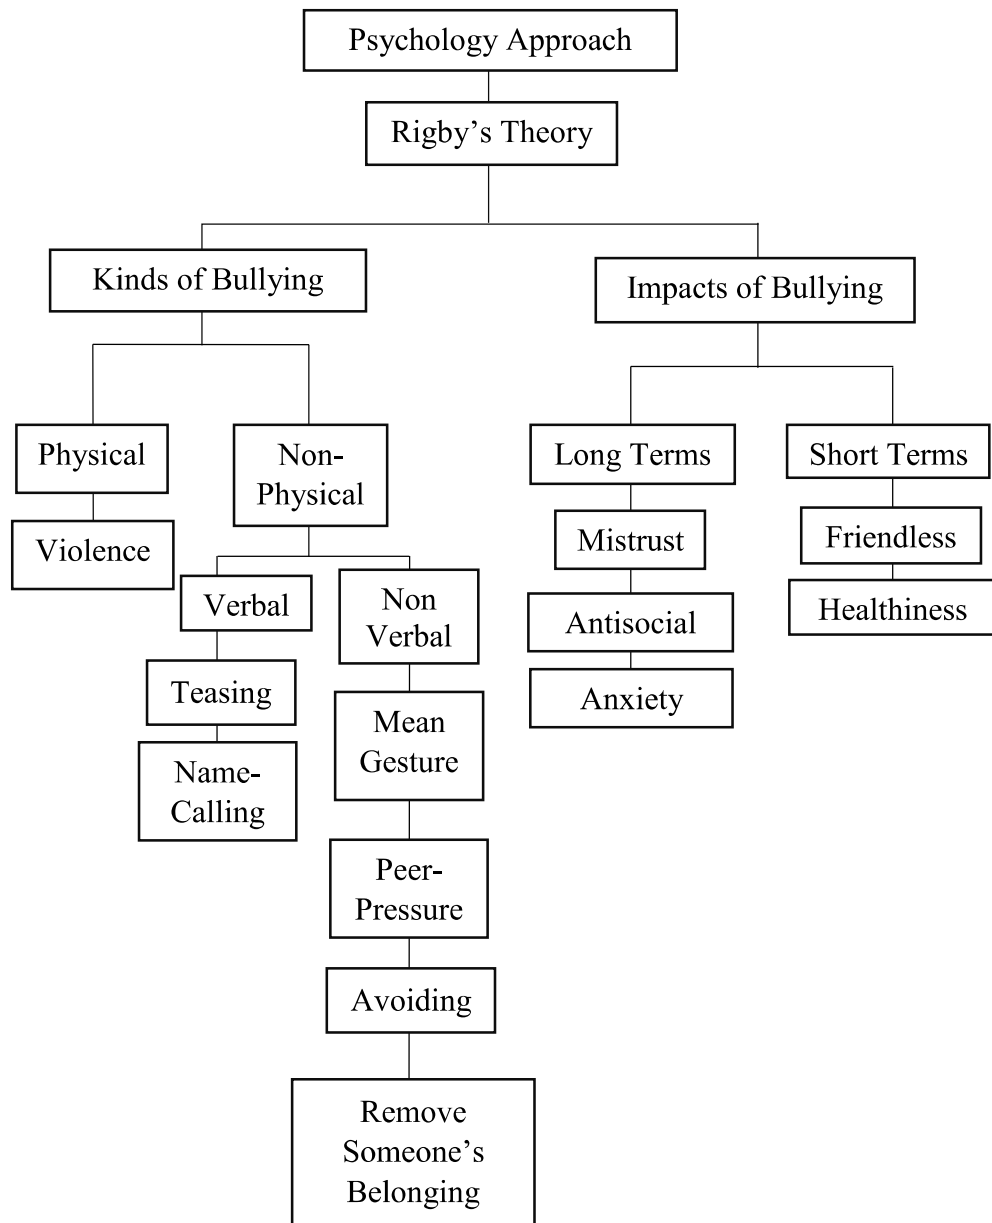 Psychology Approach
Rigby’s Theory
Kinds of Bullying
Impacts of Bullying
Physical
Non-
Physical
Long Terms
Short Terms
Violence
Mistrust
Friendless
Verbal
Non
Verbal
Antisocial
Healthiness
Teasing
Mean
Gesture
Anxiety
Name-
Calling
Peer-
Pressure
Avoiding
Remove
Someone’s
Belonging